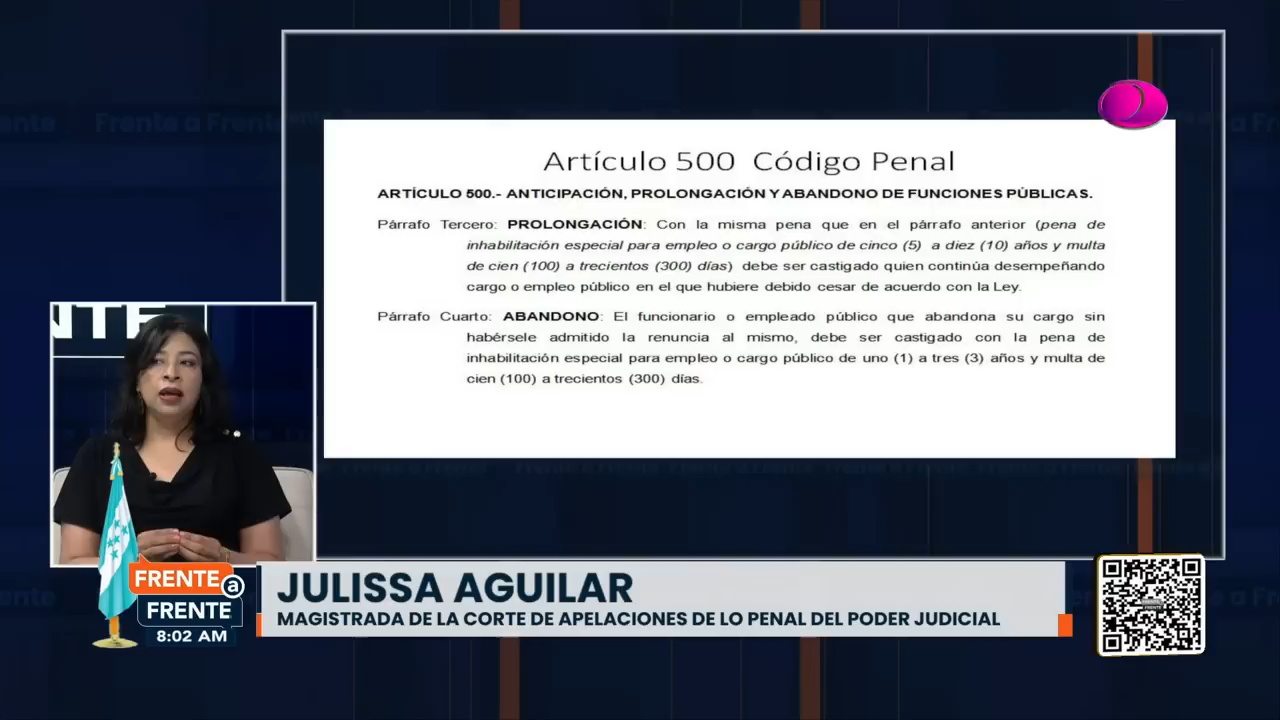 Frente a Frente
Artículo 500 Código Penal
ARTÍCULO 500.- ANTICIPACIÓN, PROLONGACIÓN Y ABANDONO DE FUNCIONES PÚBLICAS.
Párrafo Tercero: PROLONGACIÓN: Con la misma pena que en el párrafo anterior (pena de
inhabilitación especial para empleo o cargo público de cinco (5) a diez (10) años y multa
de cien (100) a trecientos (300) días) debe ser castigado quien continúa desempeñando
cargo o empleo público en el que hubiere debido cesar de acuerdo con la Ley.
Párrafo Cuarto: ABANDONO: El funcionario o empleado público que abandona su cargo sin
habérsele admitido la renuncia al mismo, debe ser castigado con la pena de
inhabilitación especial para empleo o cargo público de uno (1) a tres (3) años y multa de
cien (100) a trecientos (300) días.
NTE
FRENTE a
FRENTE
8:02 AM
JULISSA AGUILAR
MAGISTRADA DE LA CORTE DE APELACIONES DE LO PENAL DEL PODER JUDICIAL